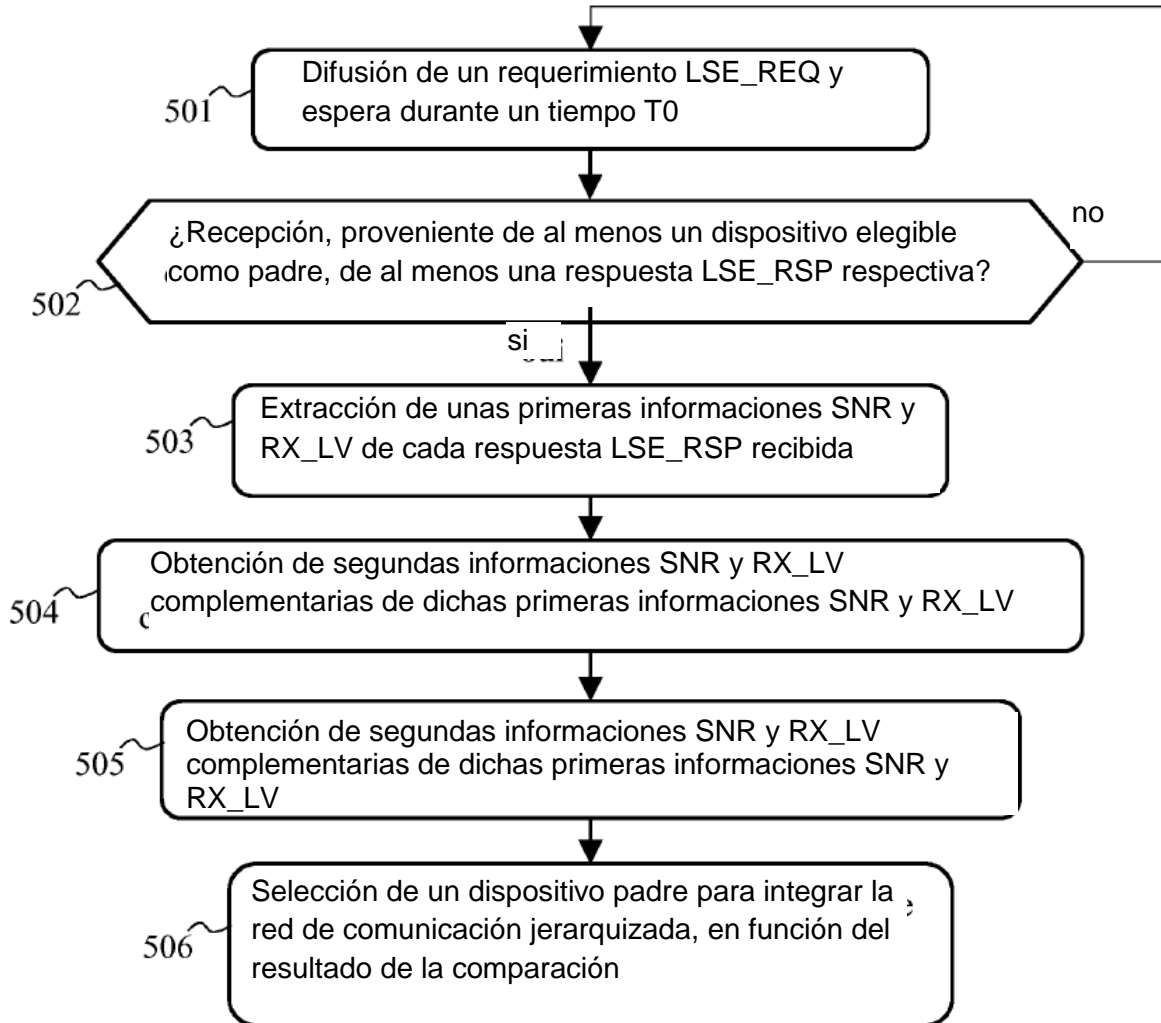 Difusión de un requerimiento LSE_REQ y
espera durante un tiempo T0
501
¿Recepción, proveniente de al menos un dispositivo elegible
como padre, de al menos una respuesta LSE_RSP respectiva?
no
502
si
Extracción de unas primeras informaciones SNR y
RX_LV de cada respuesta LSE_RSP recibida
503
Obtención de segundas informaciones SNR y RX_LV
complementarias de dichas primeras informaciones SNR y RX_LV
504
Obtención de segundas informaciones SNR y RX_LV
complementarias de dichas primeras informaciones SNR y
RX_LV
505
Selección de un dispositivo padre para integrar la
red de comunicación jerarquizada, en función del
resultado de la comparación
506